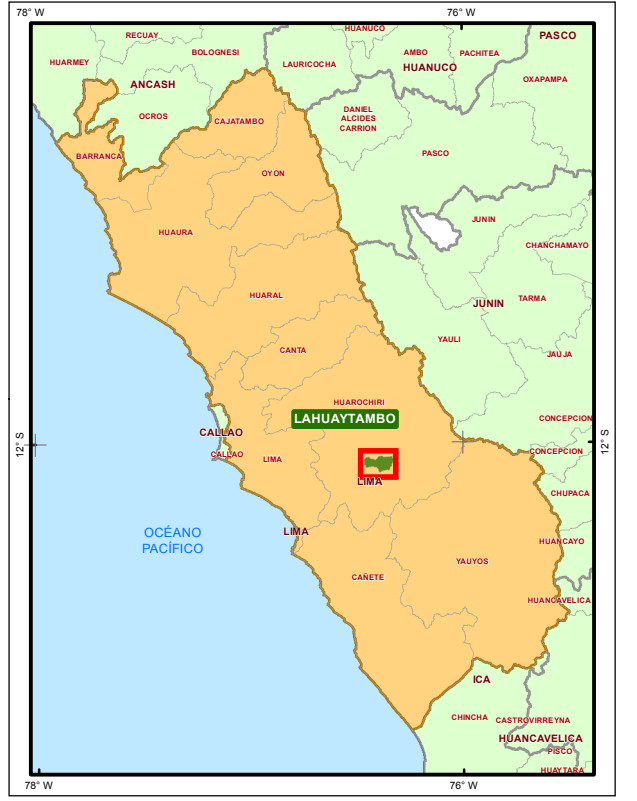 78° W
76° W
HUANUCO
RECUAY
PASCO
BOLOGNESI
AMBO
PACHITEA
HUARMEY
LAURICOCHA
HUANUCO
OXAPAMPA
ANCASH
OCROS
DANIEL
ALCIDES
CARRION
CAJATAMBO
BARRANCA
PASCO
OYON
JUNIN
HUAURA
CHANCHAMAYO
HUARAL
TARMA
JUNIN
YAULI
CANTA
JAUJA
HUAROCHIRI
LAHUAYTAMBO
CONCEPCION
CALLAO
12° S
12° S
CALLAO
LIMA
CONCEPCION
LIMA
CHUPACA
OCÉANO
PACÍFICO
LIMA
HUANCAYO
YAUYOS
CAÑETE
HUANCAVELICA
ICA
CHINCHA
CASTROVIRREYNA
HUANCAVELICA
PISCO
HUAYTARA
78° W
76° W